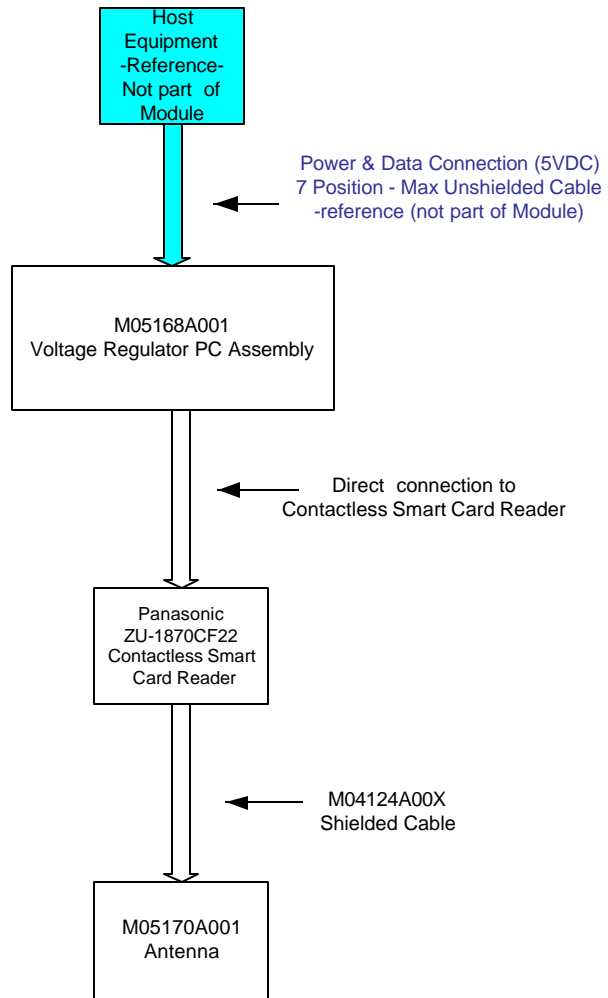 Host
Equipment
-Reference-
Not part of
Module
Power & Data Connection (5VDC)
7 Position - Max Unshielded Cable
-reference (not part of Module)
M05168A001
Voltage Regulator PC Assembly
Direct connection to
Contactless Smart Card Reader
Panasonic
ZU-1870CF22
Contactless Smart
Card Reader
M04124A00X
Shielded Cable
M05170A001
Antenna